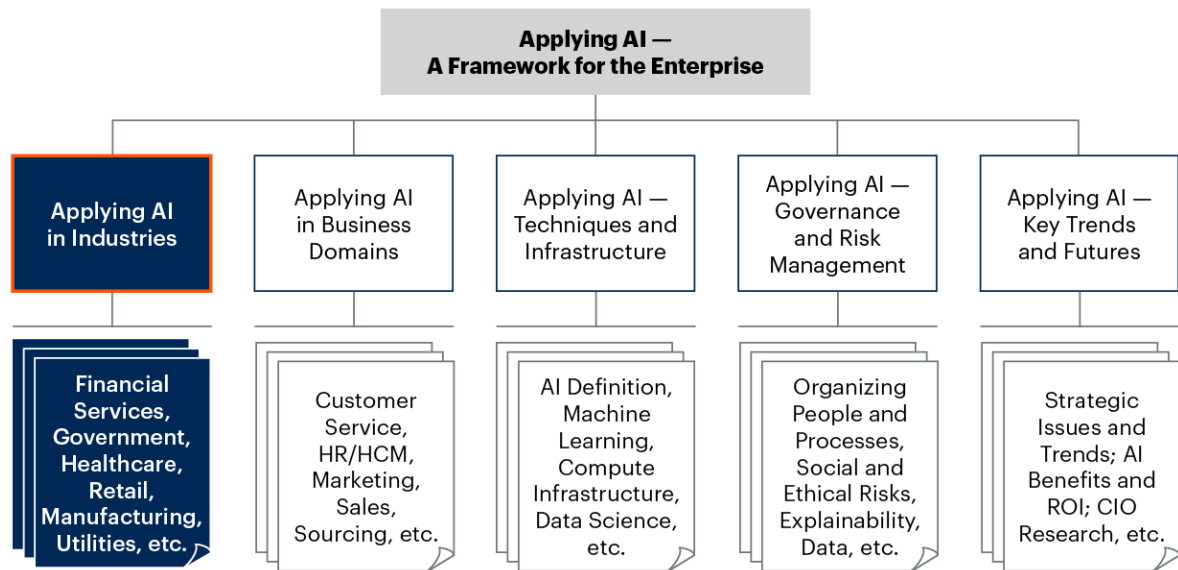 Applying AI —
A Framework for the Enterprise
Applying AI
in Industries
Applying AI
in Business
Domains
Applying AI —
Techniques and
Infrastructure
Applying AI —
Governance
and Risk
Management
Applying AI —
Key Trends
and Futures
Financial
Services,
Government,
Healthcare,
Retail,
Manufacturing,
Utilities, etc.
Customer
Service,
HR/HCM,
Marketing,
Sales,
Sourcing, etc.
AI Definition,
Machine
Learning,
Compute
Infrastructure,
Data Science,
etc.
Organizing
People and
Processes,
Social and
Ethical Risks,
Explainability,
Data, etc.
Strategic
Issues and
Trends; AI
Benefits and
ROI; CIO
Research, etc.